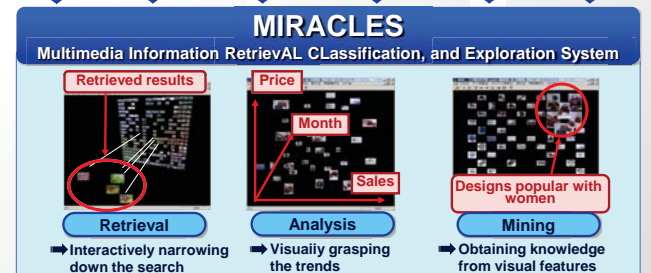 MIRACLES
Multimedia Information RetrievAL CLassification, and Exploration System
Retrieved results
Price
Month
Sales
Designs popular with
women
Retrieval
Analysis
Mining
Interactively narrowing
down the search
Visuaiiy grasping
the trends
Obtaining knowledge
from visual features